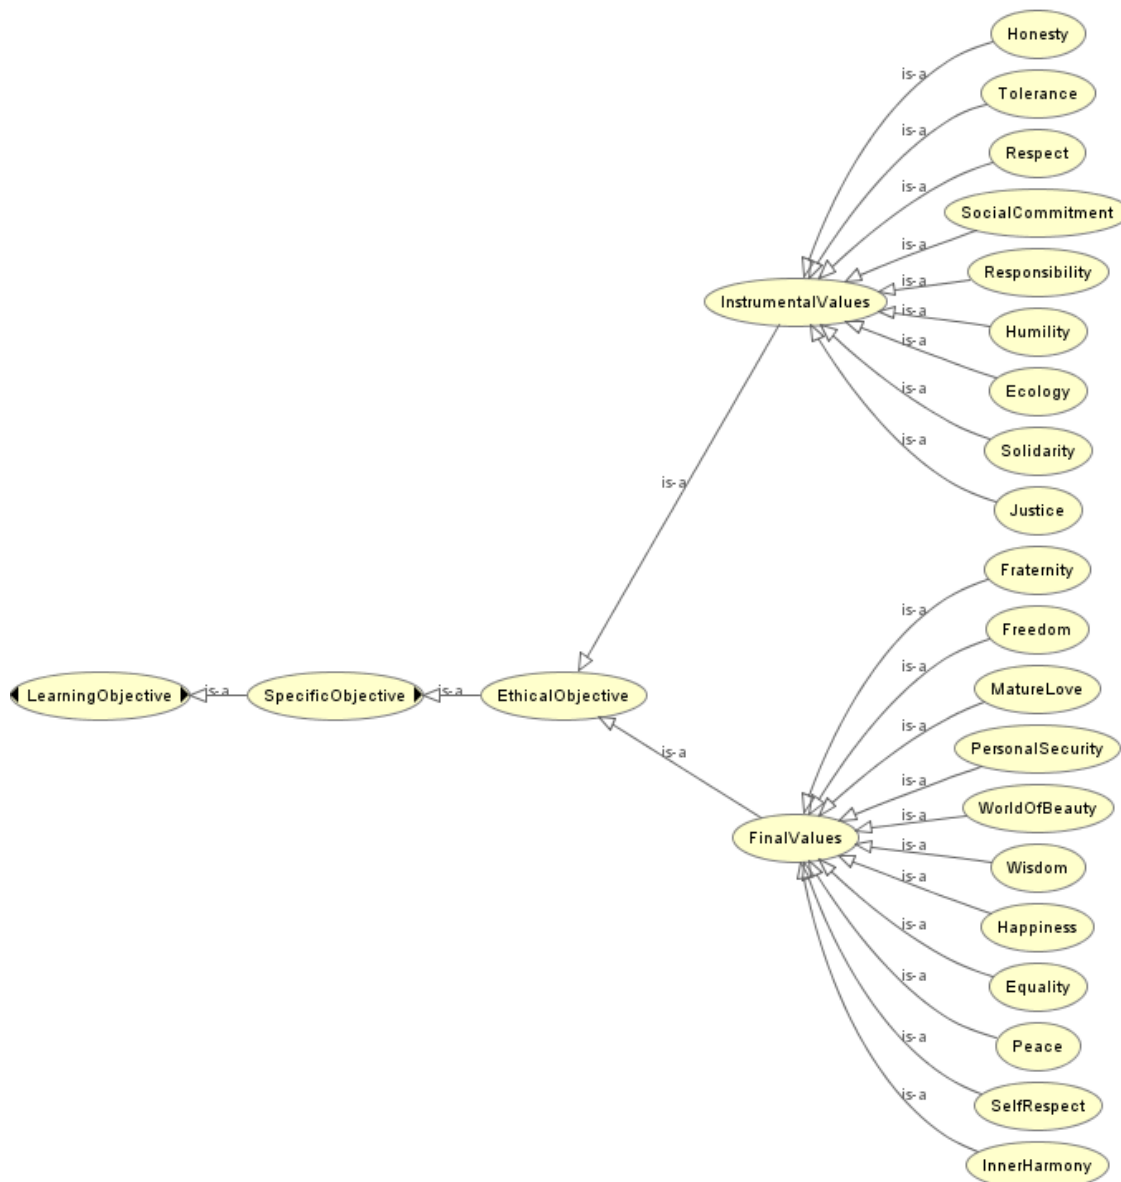 Honesty
is-a
Tolerance
is-a
Respect
is-a
SocialCommitment
is-a
Responsibility
is-a
InstrumentalValues
is-a
Humility
is-a
Ecology
is-a
Solidarity
is-a
Justice
is-a
is-a
Fraternity
is-a
Freedom
is-a
MatureLove
is-a
LearningObjective
is-a
SpecificObjective
is-a
EthicalObjective
is-a
PersonalSecurity
is-a
WorldOfBeauty
is-a
FinalValues
Wisdom
is-a
Happiness
is-a
Equality
is-a
Peace
is-a
SelfRespect
is-a
InnerHarmony
is-a